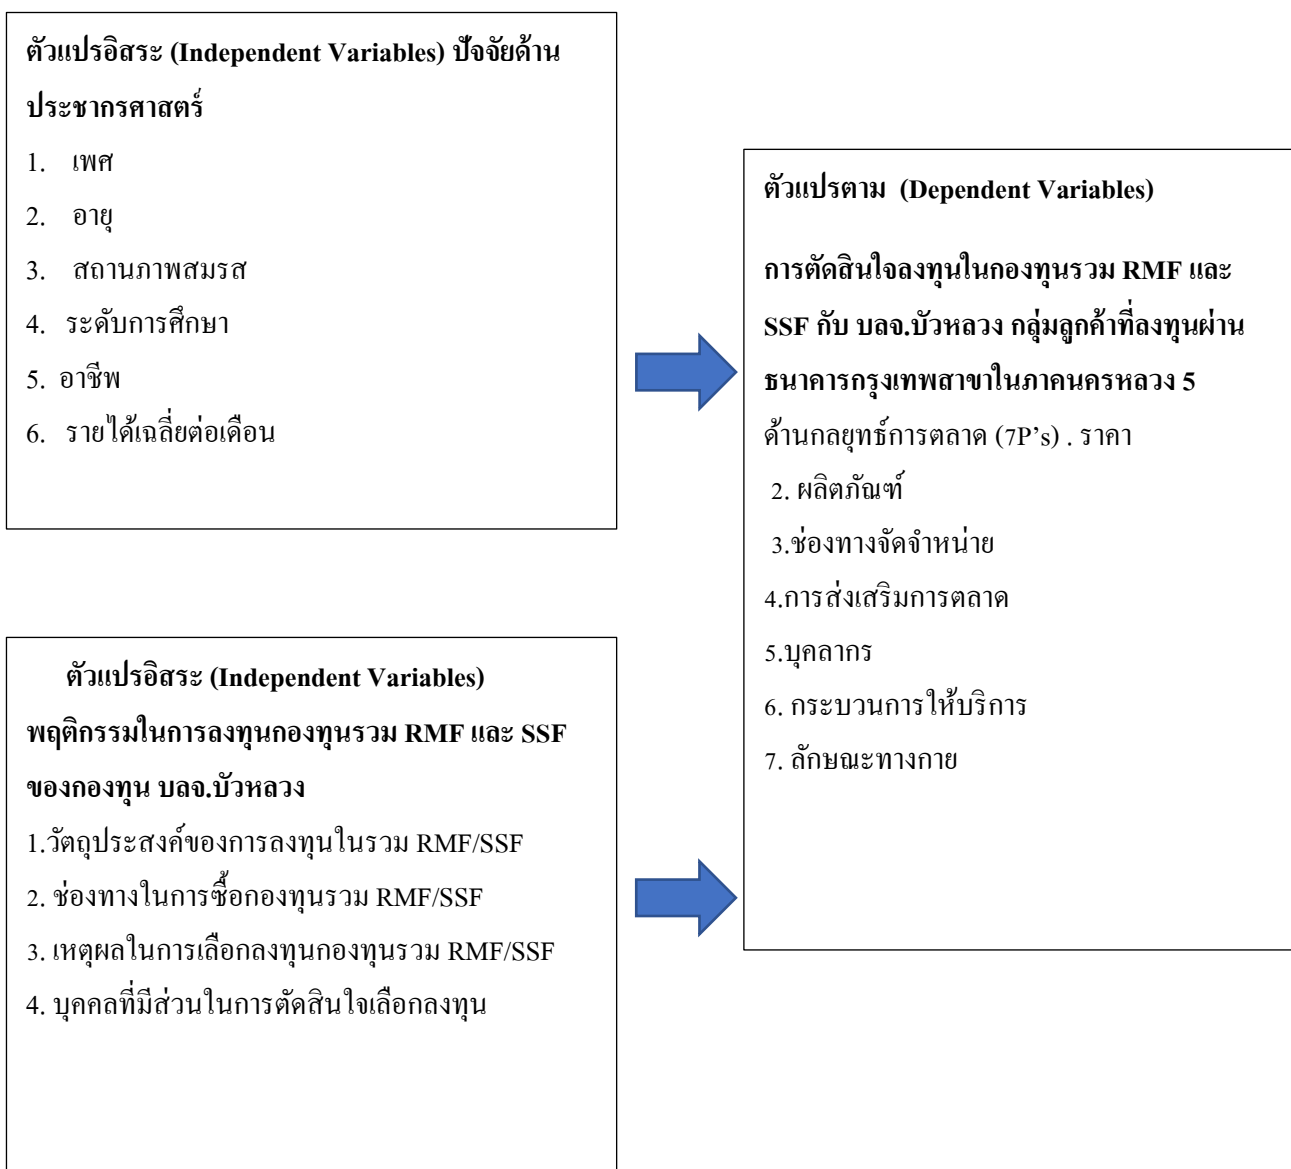 ตัวแปรอิสระ (Independent Variables) ปัจจัยด้าน
ประชากรศาสตร์
1. เพศ
2. อายุ
3. สถานภาพสมรส
4. ระดับการศึกษา
5. อาชีพ
6. รายได้เฉลี่ยต่อเดือน
ตัวแปรอิสระ (Independent Variables)
พฤติกรรมในการลงทุนกองทุนรวม RMF และ SSF
ของกองทุน บลจ.บัวหลวง
1.วัตถุประสงค์ของการลงทุนในรวม RMF/SSF
2. ช่องทางในการซื้อกองทุนรวม RMF/SSF
3. เหตุผลในการเลือกลงทุนกองทุนรวม RMF/SSF
4. บุคคลที่มีส่วนในการตัดสินใจเลือกลงทุน
ตัวแปรตาม (Dependent Variables)
การตัดสินใจลงทุนในกองทุนรวม RMF และ
SSF กับ บลจ.บัวหลวง กลุ่มลูกค้าที่ลงทุนผ่าน
ธนาคารกรุงเทพสาขาในภาคนครหลวง 5
ด้านกลยุทธ์การตลาด (7P’s) . ราคา
2. ผลิตภัณฑ์
3.ช่องทางจัดจำหน่าย
4.การส่งเสริมการตลาด
5.บุคลากร
6. กระบวนการให้บริการ
7. ลักษณะทางกาย